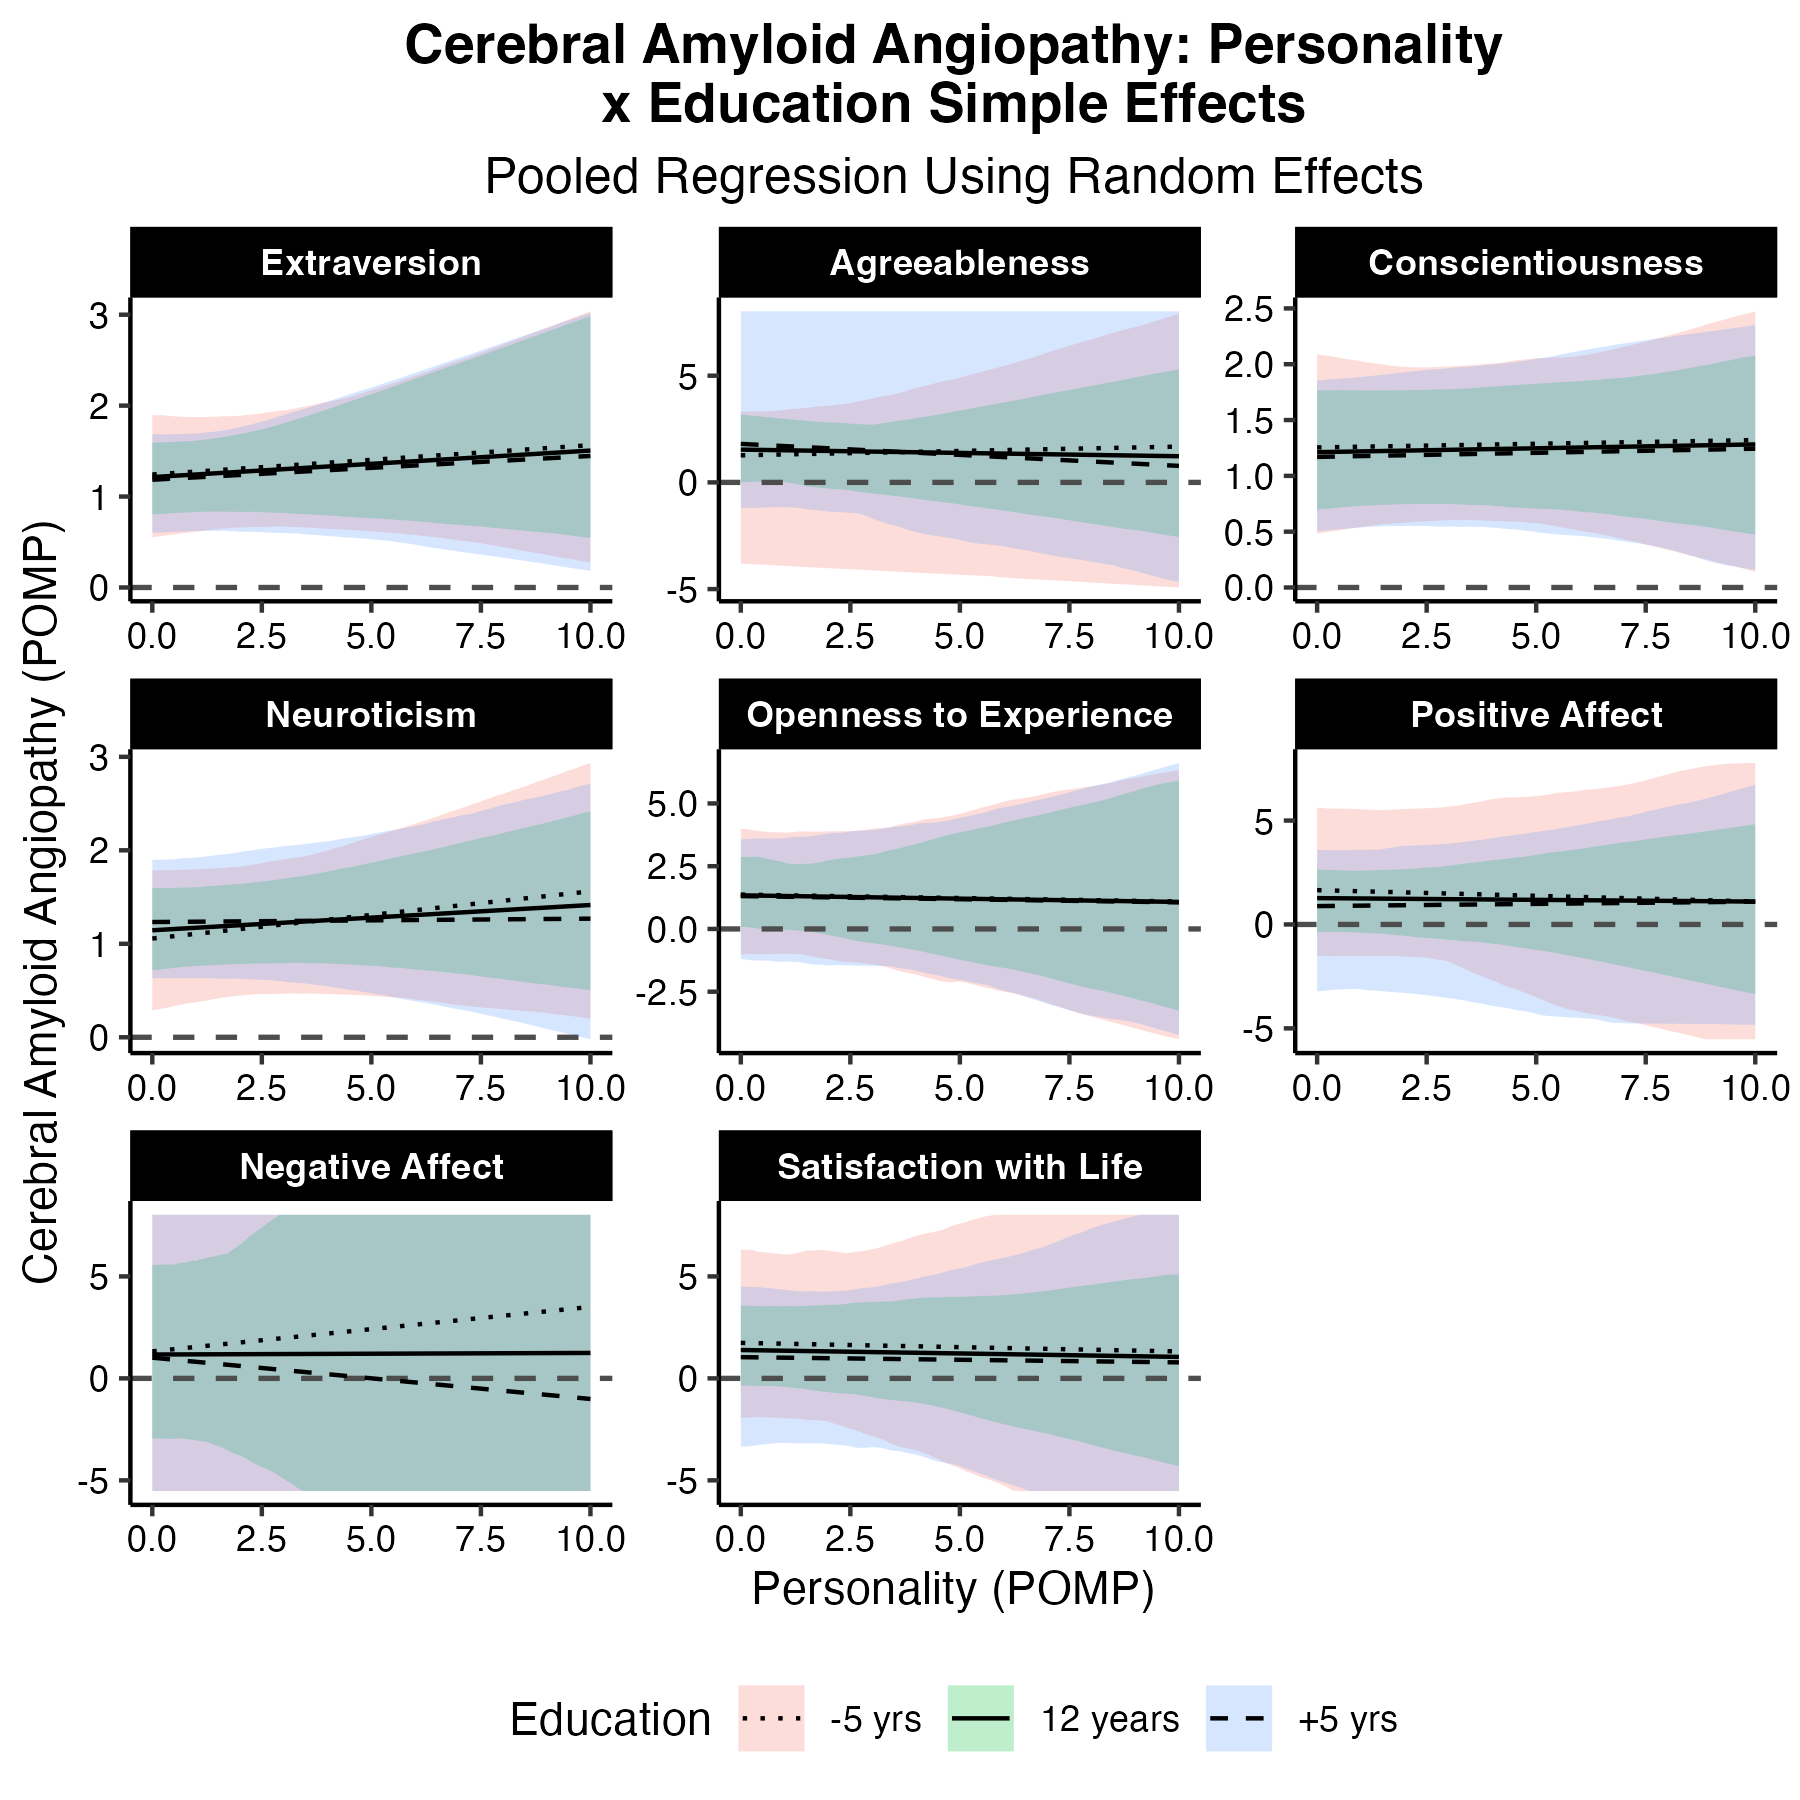 Cerebral Amyloid Angiopathy: Personality
x Education Simple Effects
Pooled Regression Using Random Effects
Cerebral Amyloid Angiopathy (POMP)
Extraversion
3
2
1
0
0.0 2.5 5.0 7.5 10.0
Agreeableness
5
0
-5
0.0 2.5 5.0 7.5 10.0
Conscientiousness
2.5
2.0
1.5
1.0
0.5
0.0
0.0 2.5 5.0 7.5 10.0
Neuroticism
3
2
1
0
0.0 2.5 5.0 7.5 10.0
Openness to Experience
5.0
2.5
0.0
-2.5
0.0 2.5 5.0 7.5 10.0
Positive Affect
5
0
-5
0.0 2.5 5.0 7.5 10.0
Negative Affect
5
0
-5
0.0 2.5 5.0 7.5 10.0
Satisfaction with Life
5
0
-5
0.0 2.5 5.0 7.5 10.0
Personality (POMP)
Education -5 yrs 12 years +5 yrs